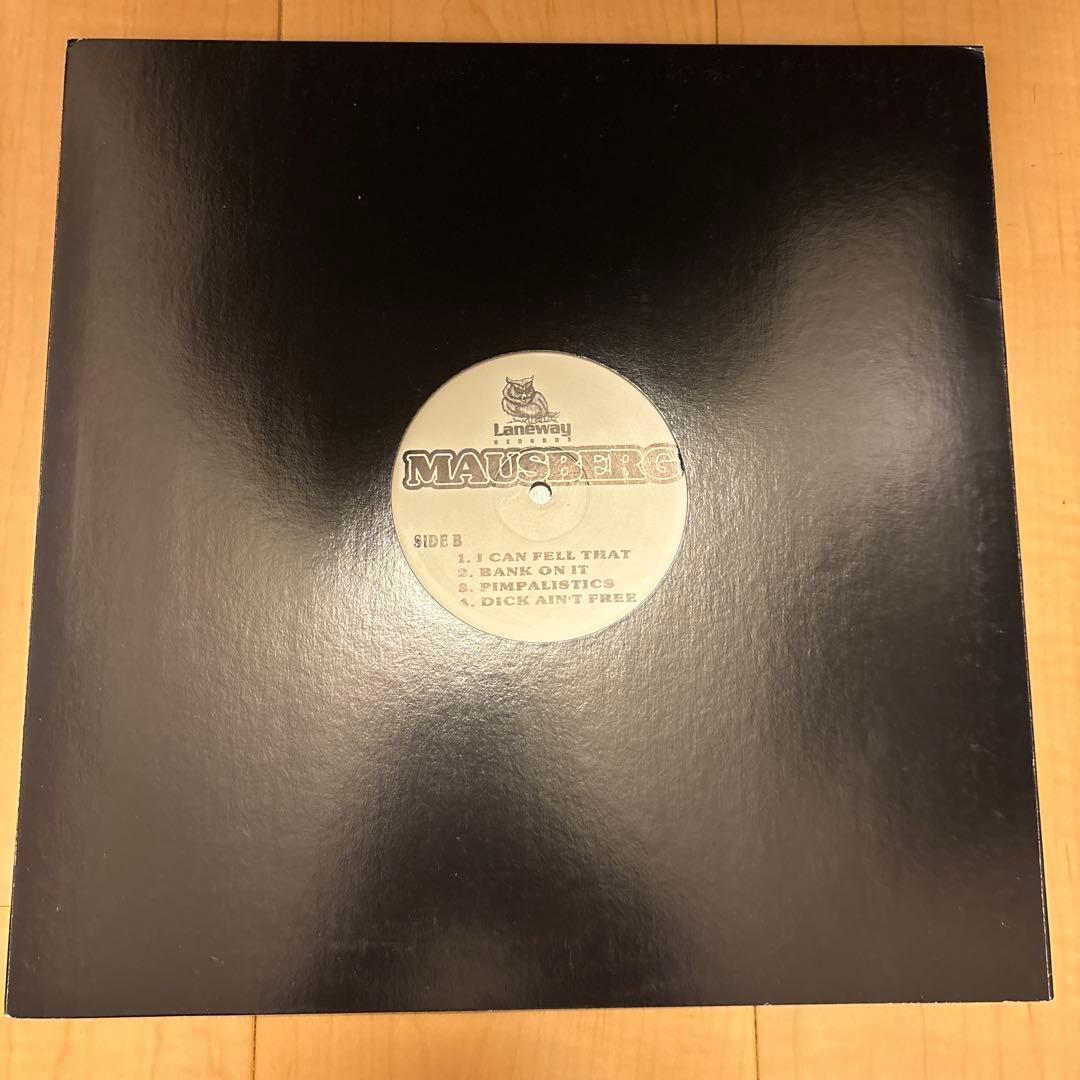 Laneway
RECORDS
MAUSBERG
SIDE B
1. I CAN FELL THAT
2. BANK ON IT
3. PIMPALISTICS
4. DICK AIN'T FREE